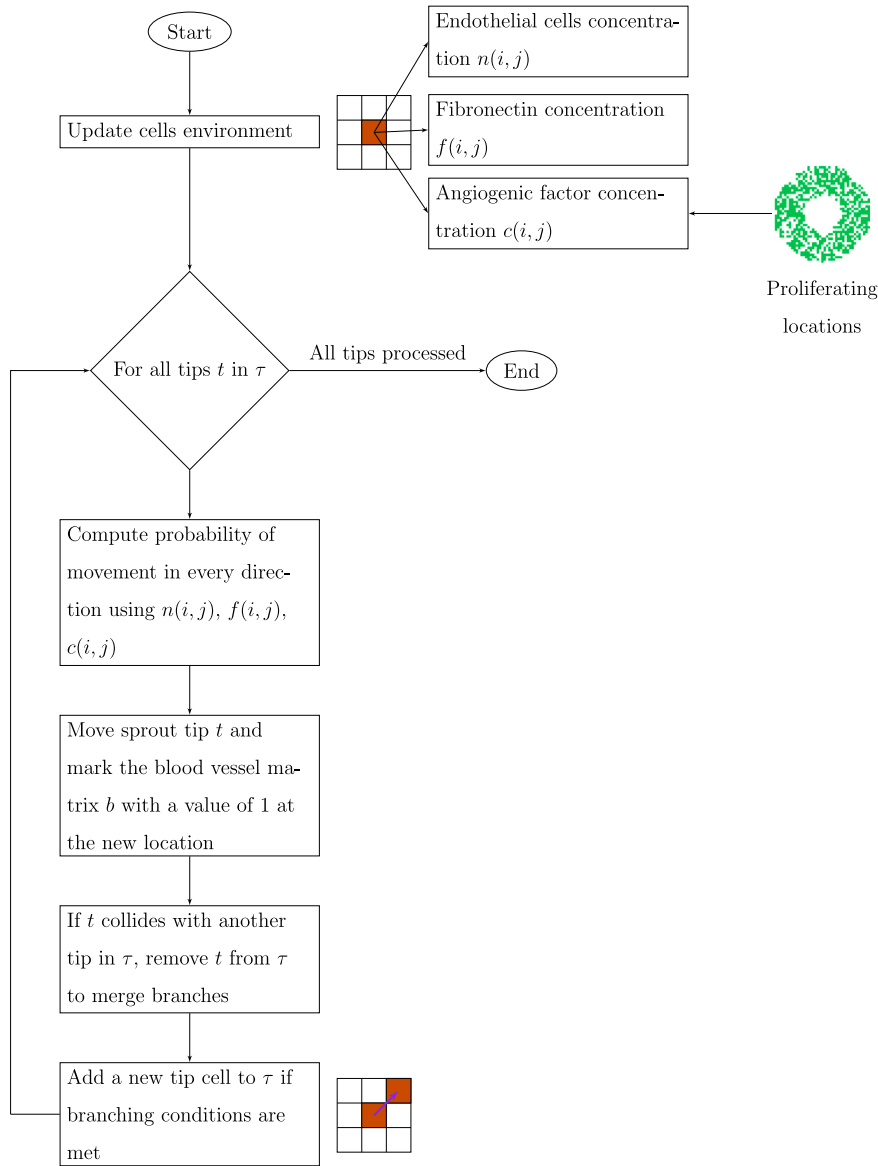 Start
Update cells environment
Endothelial cells concentra-
tion n(i, j)
Fibronectin concentration
f(i, j)
Angiogenic factor concen-
tration c(i, j)
Proliferating
locations
For all tips t in τ
All tips processed
End
Compute probability of
movement in every direc-
tion using n(i, j), f(i, j),
c(i, j)
Move sprout tip t and
mark the blood vessel ma-
trix b with a value of 1 at
the new location
If t collides with another
tip in τ, remove t from τ
to merge branches
Add a new tip cell to τ if
branching conditions are
met